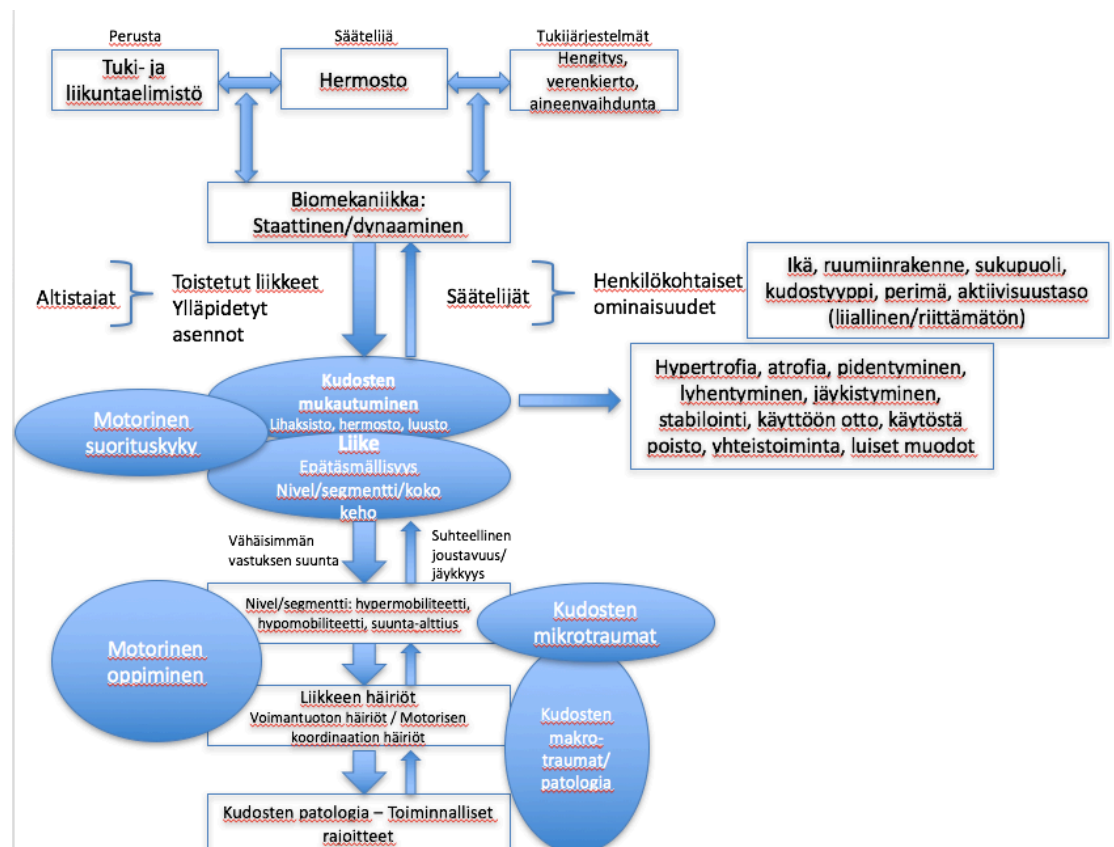 Perusta
Säätelijä
Tukijärjestelmät
Tuki- ja
liikuntaelimistö
Hermosto
Hengitys,
verenkierto,
aineenvaihdunta
Biomekaniikka:
Staattinen/dynaaminen
Altistajat
Toistetut liikkeet
Ylläpidetyt
asennot
Säätelijät
Henkilökohtaiset
ominaisuudet
Ikä, ruumiinrakenne, sukupuoli,
kudostyyppi, perimä, aktiivisuustaso
(liiallinen/riittämätön)
Kudosten
mukautuminen
Lihaksisto, hermosto, luusto
Hypertrofia, atrofia, pidentyminen,
lyhentyminen, jäykistyminen,
stabilointi, käyttöön otto, käytöstä
poisto, yhteistoiminta, luiset muodot
Motorinen
suorituskyky
Liike
Epätäsmällisyys
Nivel/segmentti/koko
keho
Vähäisimmän
vastuksen suunta
Suhteellinen
joustavuus/
jäykkyys
Nivel/segmentti: hypermobiliteetti,
hypomobiliteetti, suunta-alttius
Kudosten
mikrotraumat
Motorinen
oppiminen
Liikkeen häiriöt
Voimantuoton häiriöt / Motorisen
koordinaation häiriöt
Kudosten
makro-
traumat/
patologia
Kudosten patologia – Toiminnalliset
rajoitteet